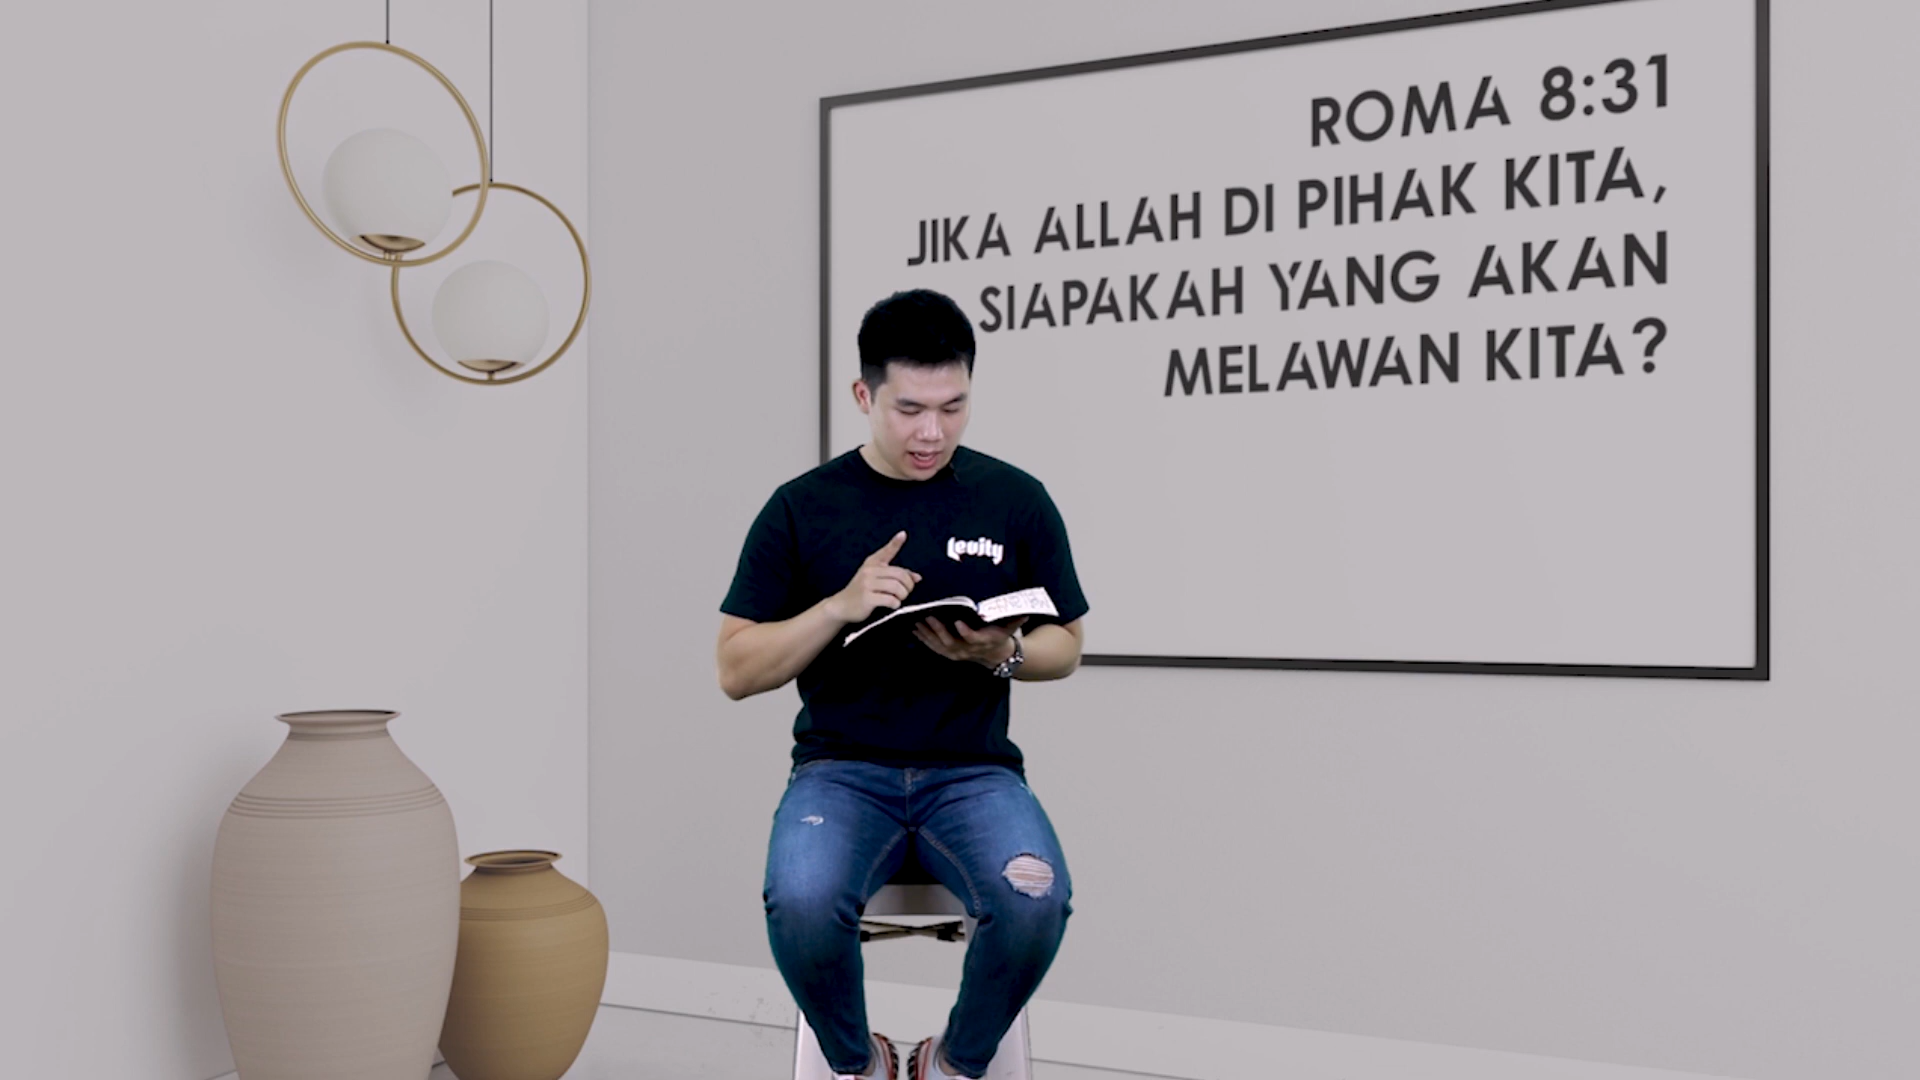 ROMA 8:31
JIKA ALLAH DI PIHAK KITA,
SIAPAKAH YANG AKAN
MELAWAN KITA?
levity